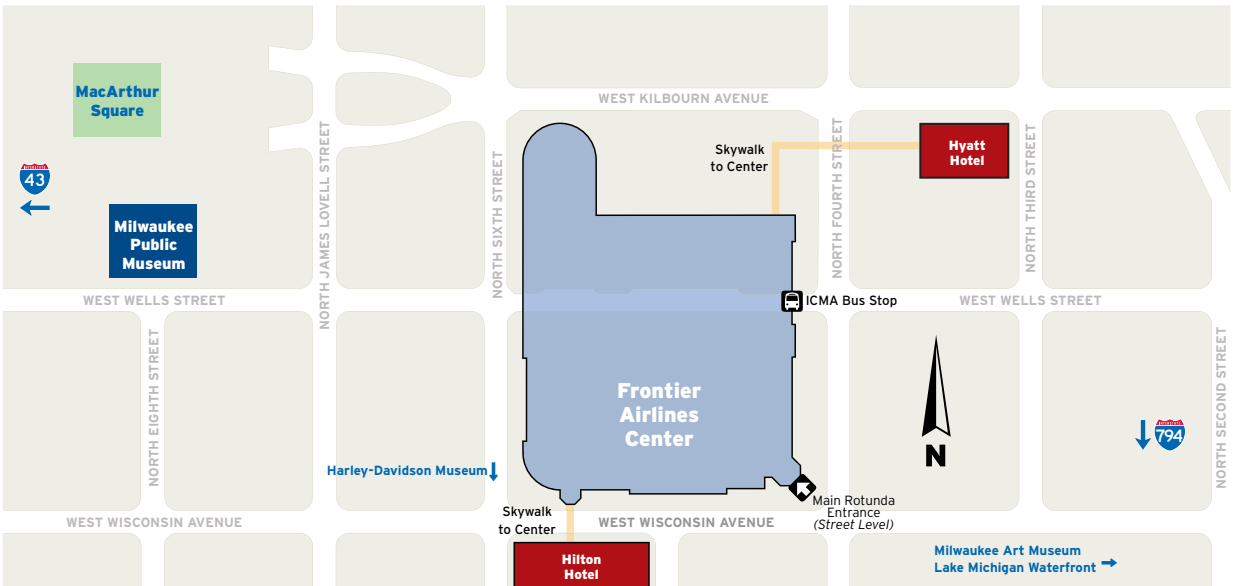 MacArthur
Square
43
Milwaukee
Public
Museum
WEST KILBOURN AVENUE
Skywalk
to Center
Hyatt
Hotel
NORTH JAMES LOVELL STREET
NORTH SIXTH STREET
NORTH FOURTH STREET
NORTH THIRD STREET
WEST WELLS STREET
ICMA Bus Stop
WEST WELLS STREET
NORTH EIGHTH STREET
Frontier
Airlines
Center
N
794
NORTH SECOND STREET
Harley-Davidson Museum
Main Rotunda
Entrance
(Street Level)
WEST WISCONSIN AVENUE
Skywalk
to Center
WEST WISCONSIN AVENUE
Hilton
Hotel
Milwaukee Art Museum
Lake Michigan Waterfront